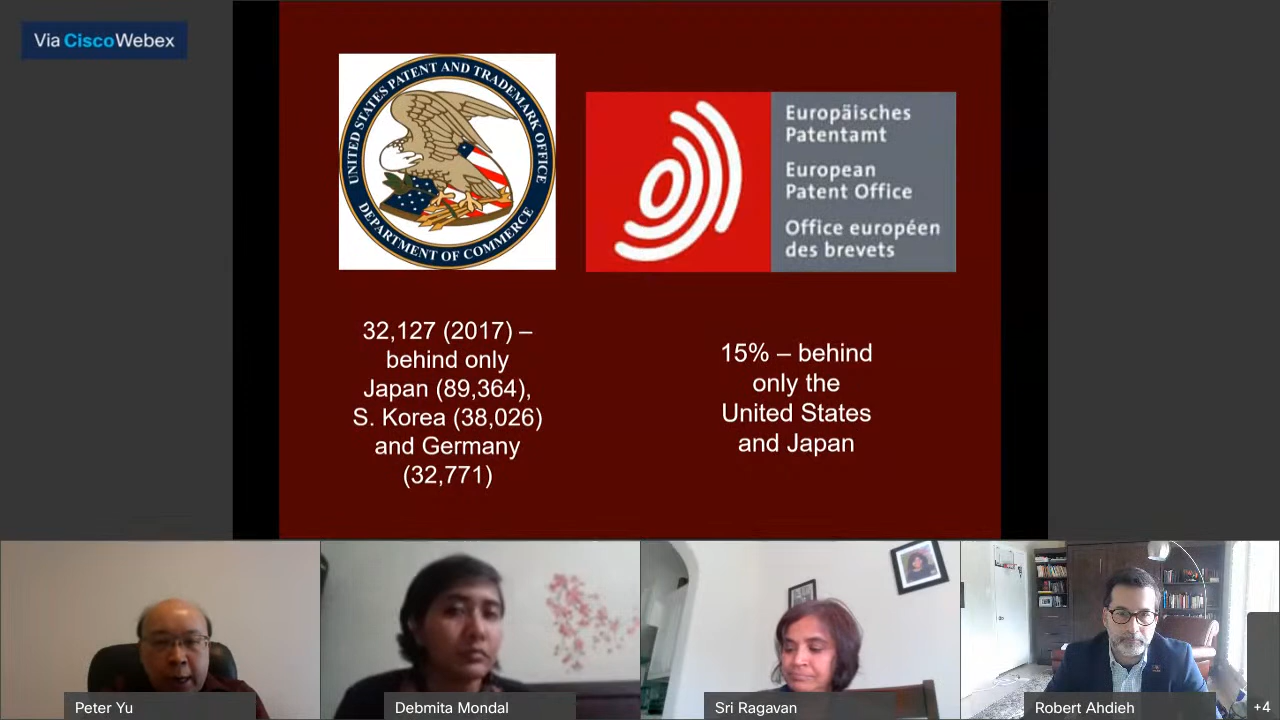 Via Cisco Webex
UNITED STATES PATENT AND TRADEMARK OFFICE
DEPARTMENT OF COMMERCE
Europäisches
Patentamt
European
Patent Office
Office européen
des brevets
32,127 (2017) –
behind only
Japan (89,364),
S. Korea (38,026)
and Germany
(32,771)
15% – behind
only the
United States
and Japan
Peter Yu
Debmita Mondal
Sri Ragavan
Robert Ahdieh
+4